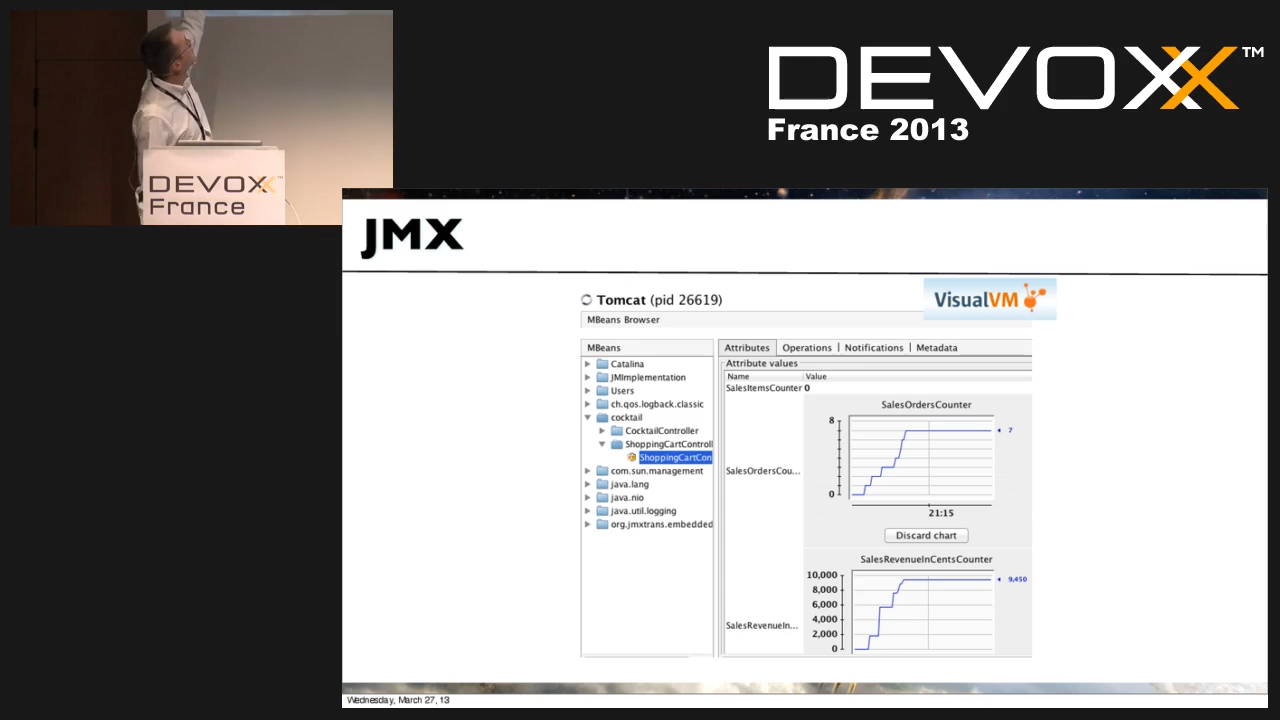 DEVOXX™
France 2013
DEVOXX™
France
JMX
Tomcat (pid 26619)
VisualVM
MBeans Browser
MBeans
Attributes Operations Notifications Metadata
Catalina
JMImplementation
Users
ch.qos.logback.classic
cocktail
CocktailController
ShoppingCartControll
ShoppingCartCon
com.sun.management
java.lang
java.nio
java.util.logging
org.jmxtrans.embedded
Attribute values
Name Value
SalesItemsCounter 0
SalesOrdersCounter
8
7
SalesOrdersCou...
0
21:15
Discard chart
SalesRevenueInCentsCounter
10,000
9,450
8,000
6,000
4,000
SalesRevenueIn...
2,000
0
Wednesday, March 27, 13